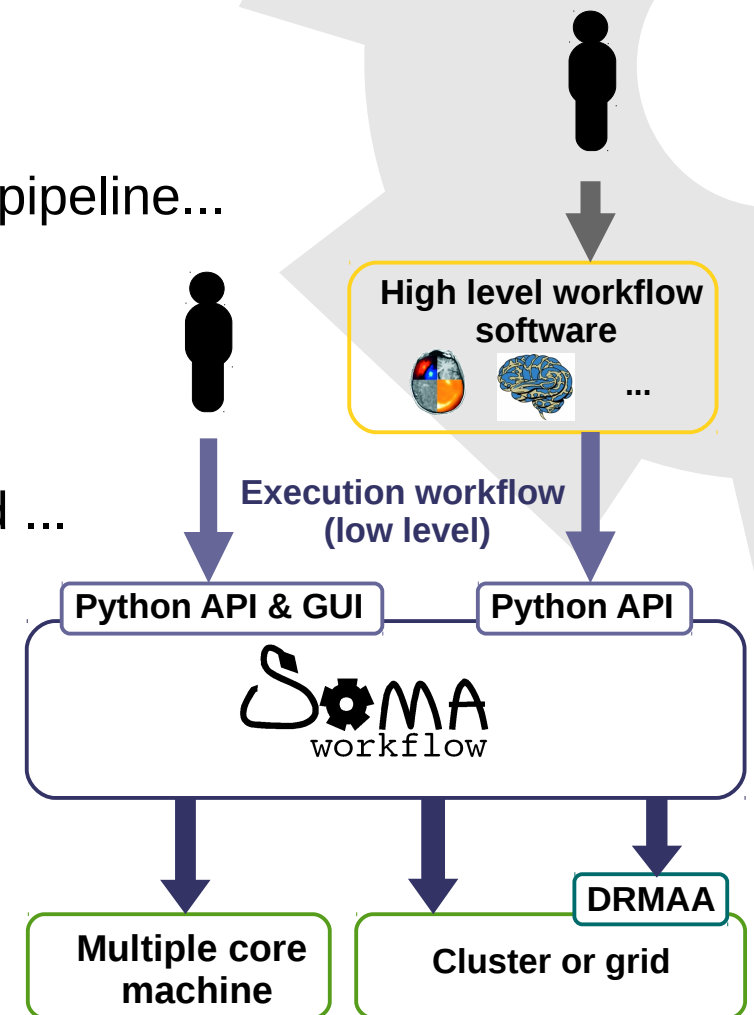 pipeline...
High level workflow
software
...
d ...
Execution workflow
(low level)
Python API & GUI
Python API
SOMA
workflow
DRMAA
Multiple core
machine
Cluster or grid